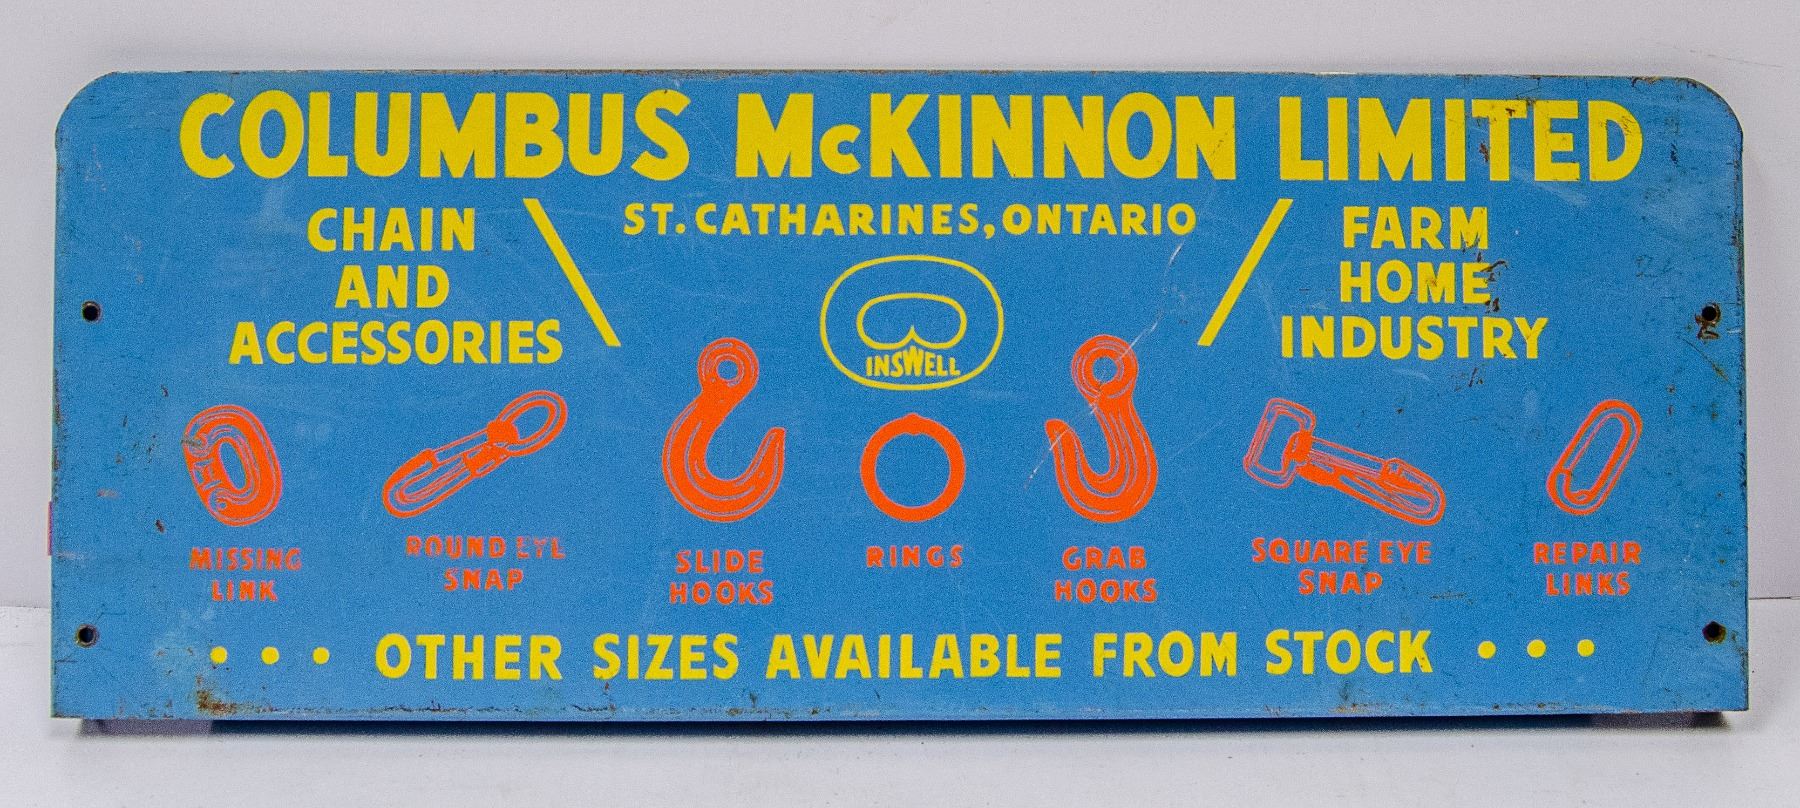 COLUMBUS McKINNON LIMITED
CHAIN
AND
ACCESSORIES
ST. CATHARINES, ONTARIO
INSWELL
FARM
HOME
INDUSTRY
MISSING
LINK
ROUND EYE
SNAP
SLIDE
HOOKS
RINGS
GRAB
HOOKS
SQUARE EYE
SNAP
REPAIR
LINKS
... OTHER SIZES AVAILABLE FROM STOCK ...